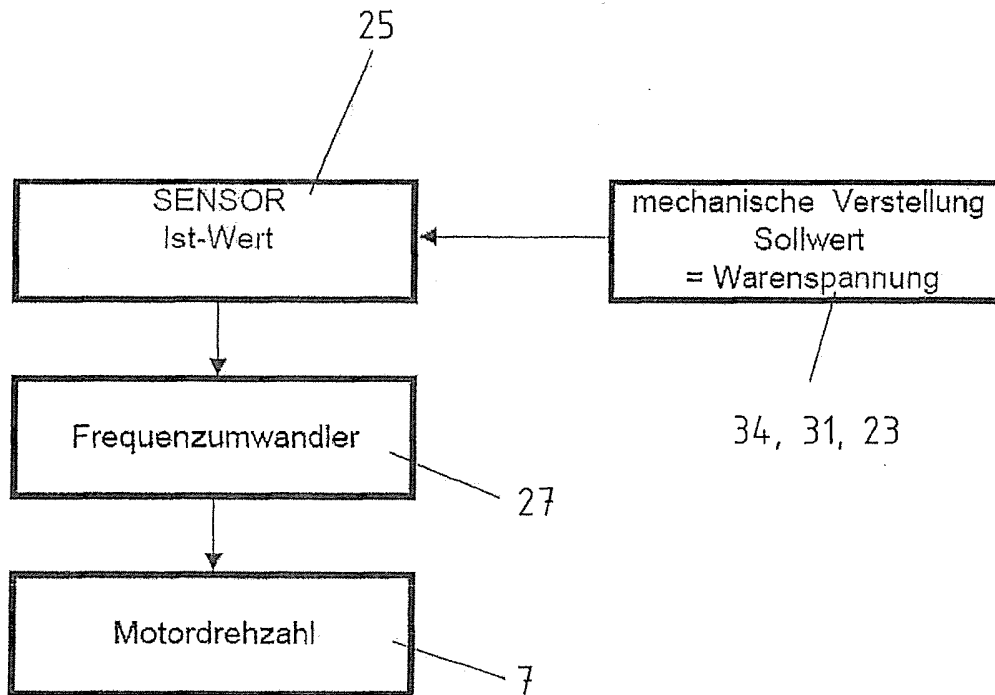 25
SENSOR
Ist-Wert
mechanische Verstellung
Sollwert
= Warenspannung
34, 31, 23
Frequenzumwandler
27
Motordrehzahl
7